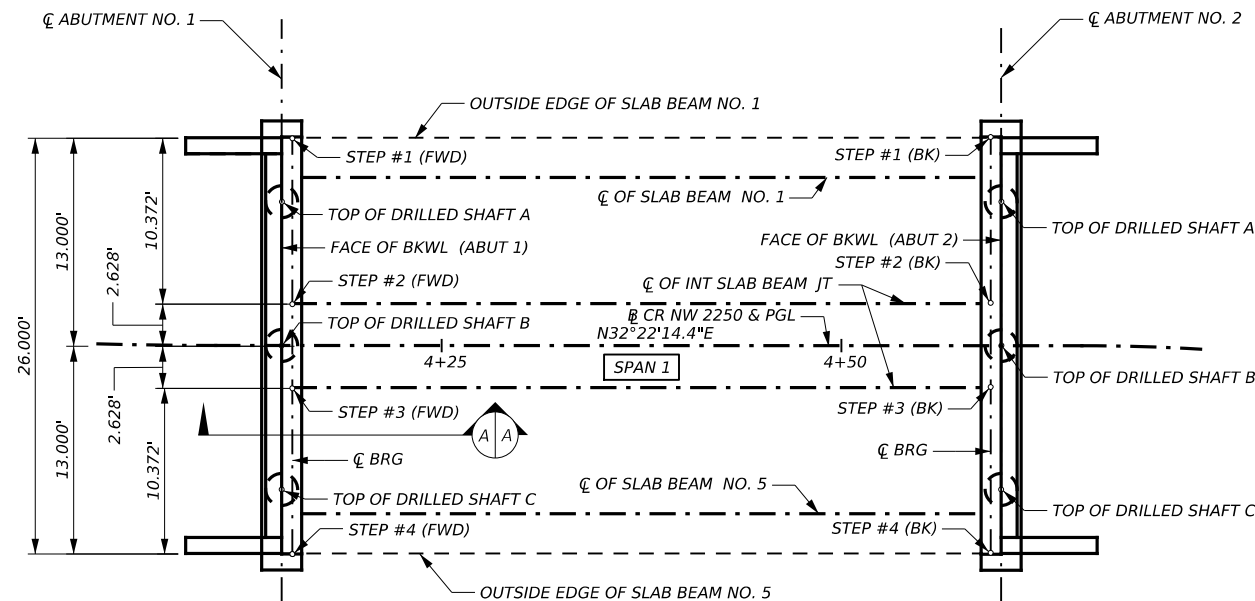 ℄ ABUTMENT NO. 1
℄ ABUTMENT NO. 2
OUTSIDE EDGE OF SLAB BEAM NO. 1
STEP #1 (FWD)
STEP #1 (BK)
℄ OF SLAB BEAM NO. 1
TOP OF DRILLED SHAFT A
TOP OF DRILLED SHAFT A
FACE OF BKWL (ABUT 1)
FACE OF BKWL (ABUT 2)
STEP #2 (BK)
STEP #2 (FWD)
℄ OF INT SLAB BEAM JT
TOP OF DRILLED SHAFT B
B CR NW 2250 & PGL
N32°22'14.4"E
4+25
SPAN 1
4+50
TOP OF DRILLED SHAFT B
STEP #3 (FWD)
STEP #3 (BK)
A
A
℄ BRG
℄ BRG
℄ OF SLAB BEAM NO. 5
TOP OF DRILLED SHAFT C
TOP OF DRILLED SHAFT C
STEP #4 (FWD)
STEP #4 (BK)
OUTSIDE EDGE OF SLAB BEAM NO. 5
26.000'
13.000'
13.000'
2.628'
2.628'
10.372'
10.372'